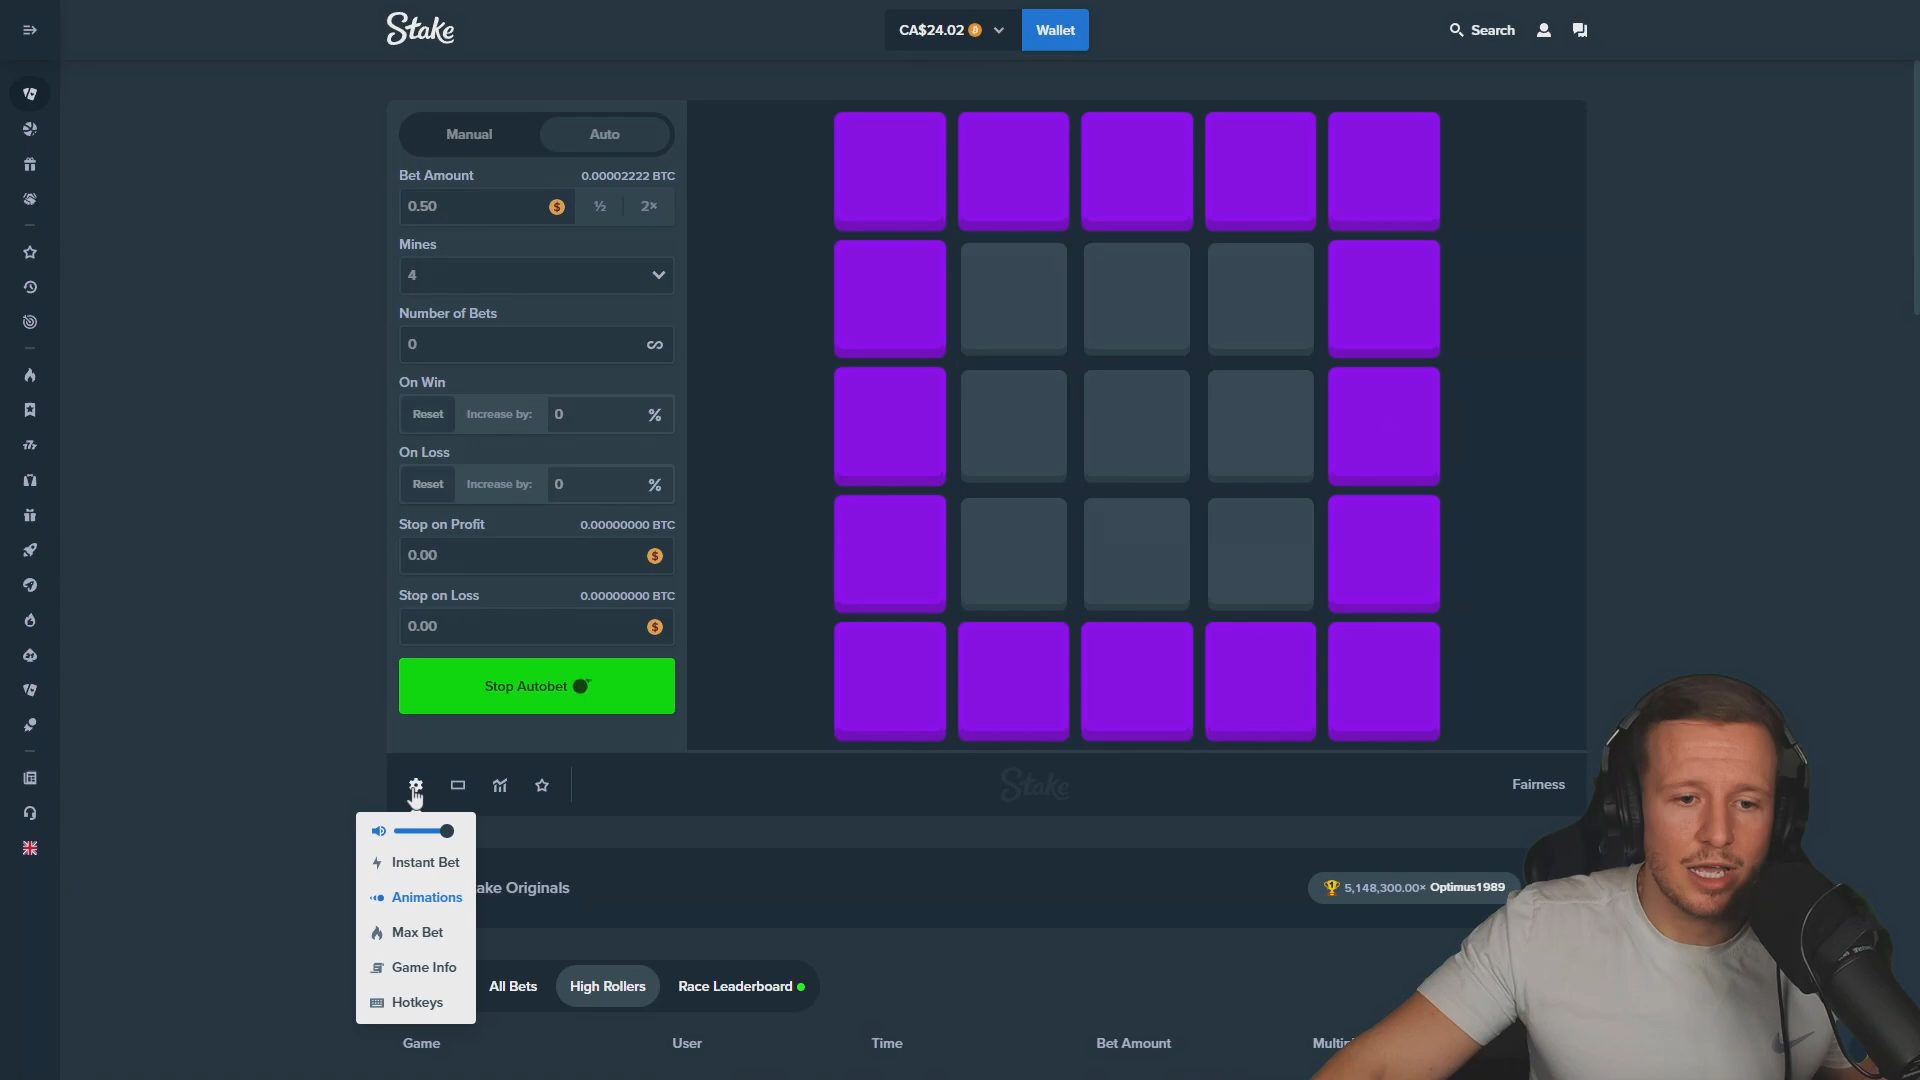 Stake
CA$24.02
Wallet
Search
Manual
Auto
Bet Amount
0.00002222 BTC
0.50
½
2×
Mines
4
Number of Bets
0
On Win
Reset
Increase by:
0
%
On Loss
Reset
Increase by:
0
%
Stop on Profit
0.00000000 BTC
0.00
Stop on Loss
0.00000000 BTC
0.00
Stop Autobet
Stake
Fairness
Instant Bet
Animations
Max Bet
Game Info
Hotkeys
ake Originals
5,148,300.00× Optimus1989
All Bets
High Rollers
Race Leaderboard
Game
User
Time
Bet Amount
Multi